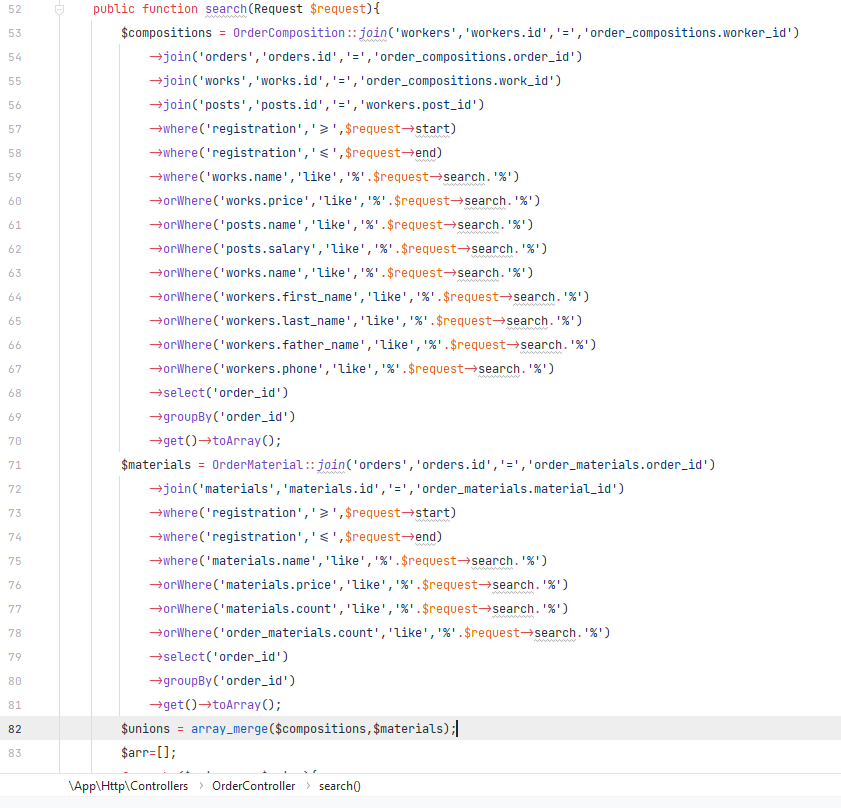 52 public function search(Request $request){
53 $compositions = OrderComposition::join('workers','workers.id','=','order_compositions.worker_id')
54 →join('orders','orders.id','=','order_compositions.order_id')
55 →join('works','works.id','=','order_compositions.work_id')
56 →join('posts','posts.id','=','workers.post_id')
57 →where('registration','⩾',$request→start)
58 →where('registration','⩽',$request→end)
59 →where('works.name','like','%'.$request→search.'%')
60 →orWhere('works.price','like','%'.$request→search.'%')
61 →orWhere('posts.name','like','%'.$request→search.'%')
62 →orWhere('posts.salary','like','%'.$request→search.'%')
63 →orWhere('works.name','like','%'.$request→search.'%')
64 →orWhere('workers.first_name','like','%'.$request→search.'%')
65 →orWhere('workers.last_name','like','%'.$request→search.'%')
66 →orWhere('workers.father_name','like','%'.$request→search.'%')
67 →orWhere('workers.phone','like','%'.$request→search.'%')
68 →select('order_id')
69 →groupBy('order_id')
70 →get()→toArray();
71 $materials = OrderMaterial::join('orders','orders.id','=','order_materials.order_id')
72 →join('materials','materials.id','=','order_materials.material_id')
73 →where('registration','⩾',$request→start)
74 →where('registration','⩽',$request→end)
75 →where('materials.name','like','%'.$request→search.'%')
76 →orWhere('materials.price','like','%'.$request→search.'%')
77 →orWhere('materials.count','like','%'.$request→search.'%')
78 →orWhere('order_materials.count','like','%'.$request→search.'%')
79 →select('order_id')
80 →groupBy('order_id')
81 →get()→toArray();
82 $unions = array_merge($compositions,$materials);
83 $arr=[];
\App\Http\Controllers › OrderController › search()